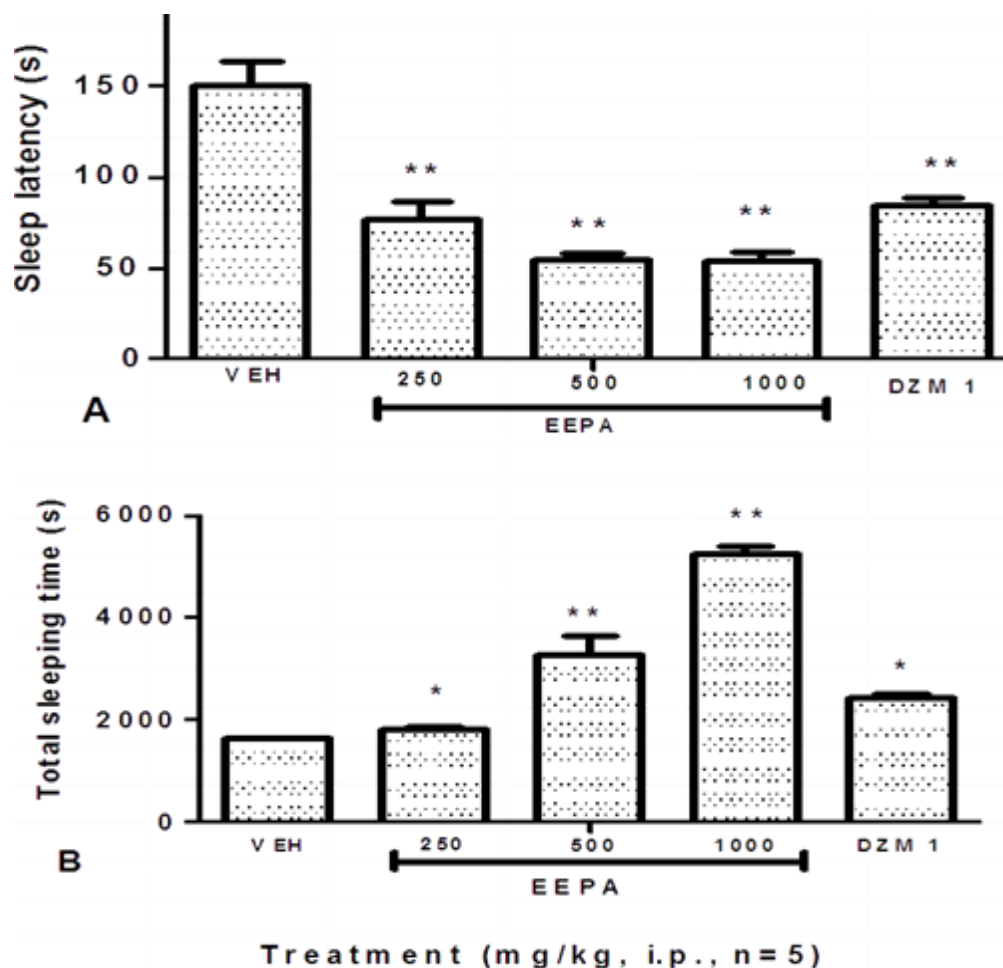 Sleep latency (s)
150
100
50
0
**
**
**
**
VEH
250
500
1000
DZM 1
EEPA
A
Total sleeping time (s)
6000
4000
2000
0
*
**
**
*
VEH
250
500
1000
DZM 1
EEPA
B
Treatment (mg/kg, i.p., n=5)